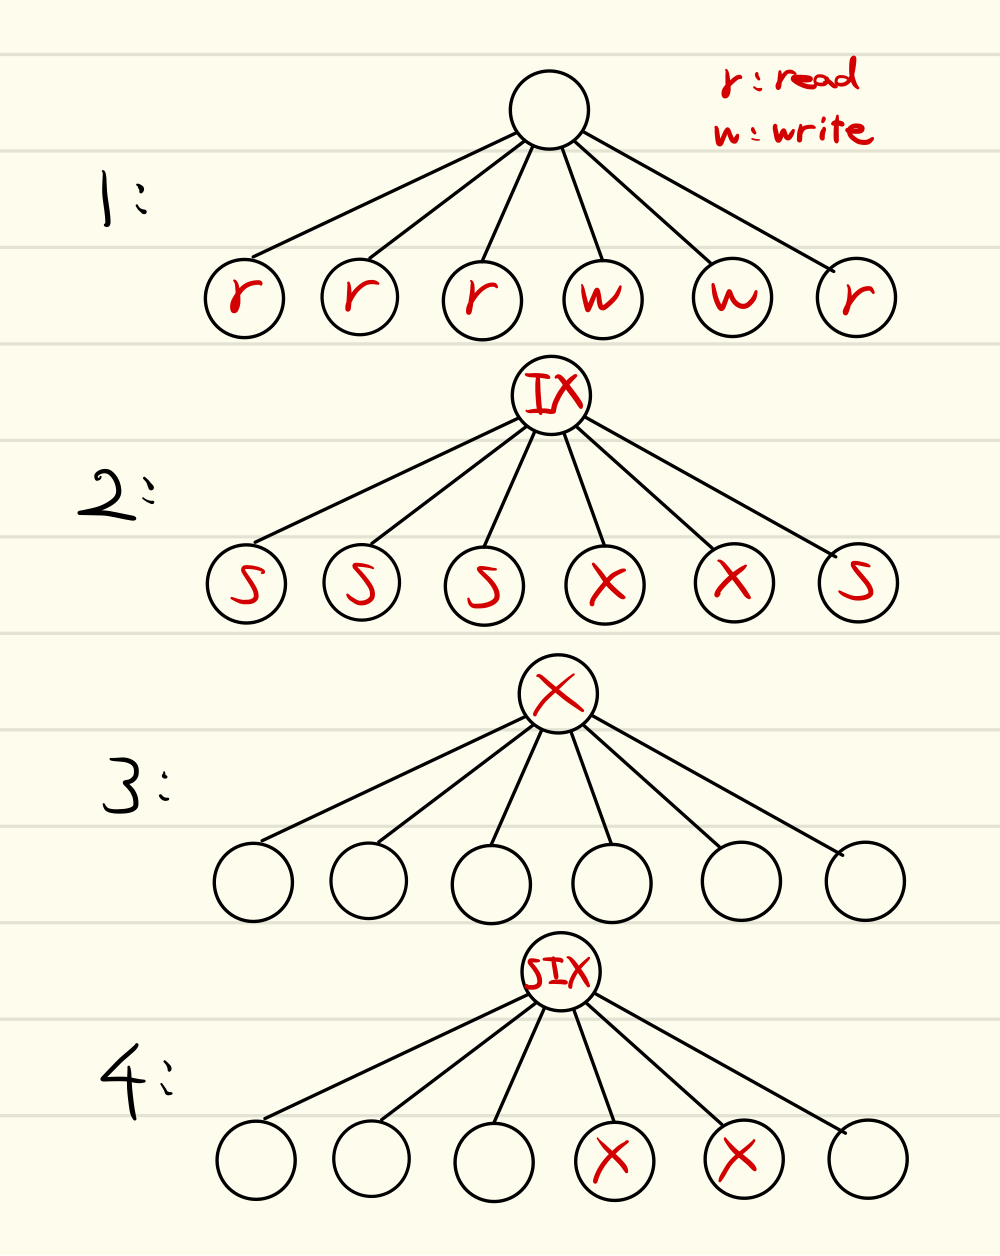 r:read
w:write
1:
r r r w w r
IX
2:
S S S X X S
X
3:
SIX
4:
X X